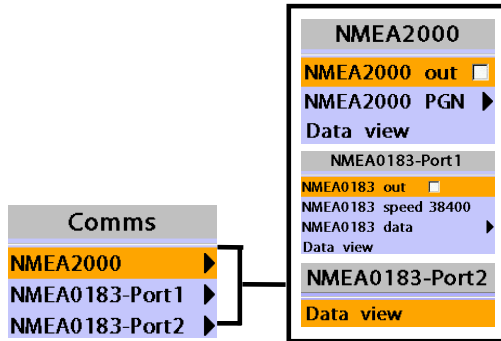 Comms
NMEA2000
NMEA0183-Port1
NMEA0183-Port2
NMEA2000
NMEA2000 out
NMEA2000 PGN
Data view
NMEA0183-Port1
NMEA0183 out
NMEA0183 speed 38400
NMEA0183 data
Data view
NMEA0183-Port2
Data view